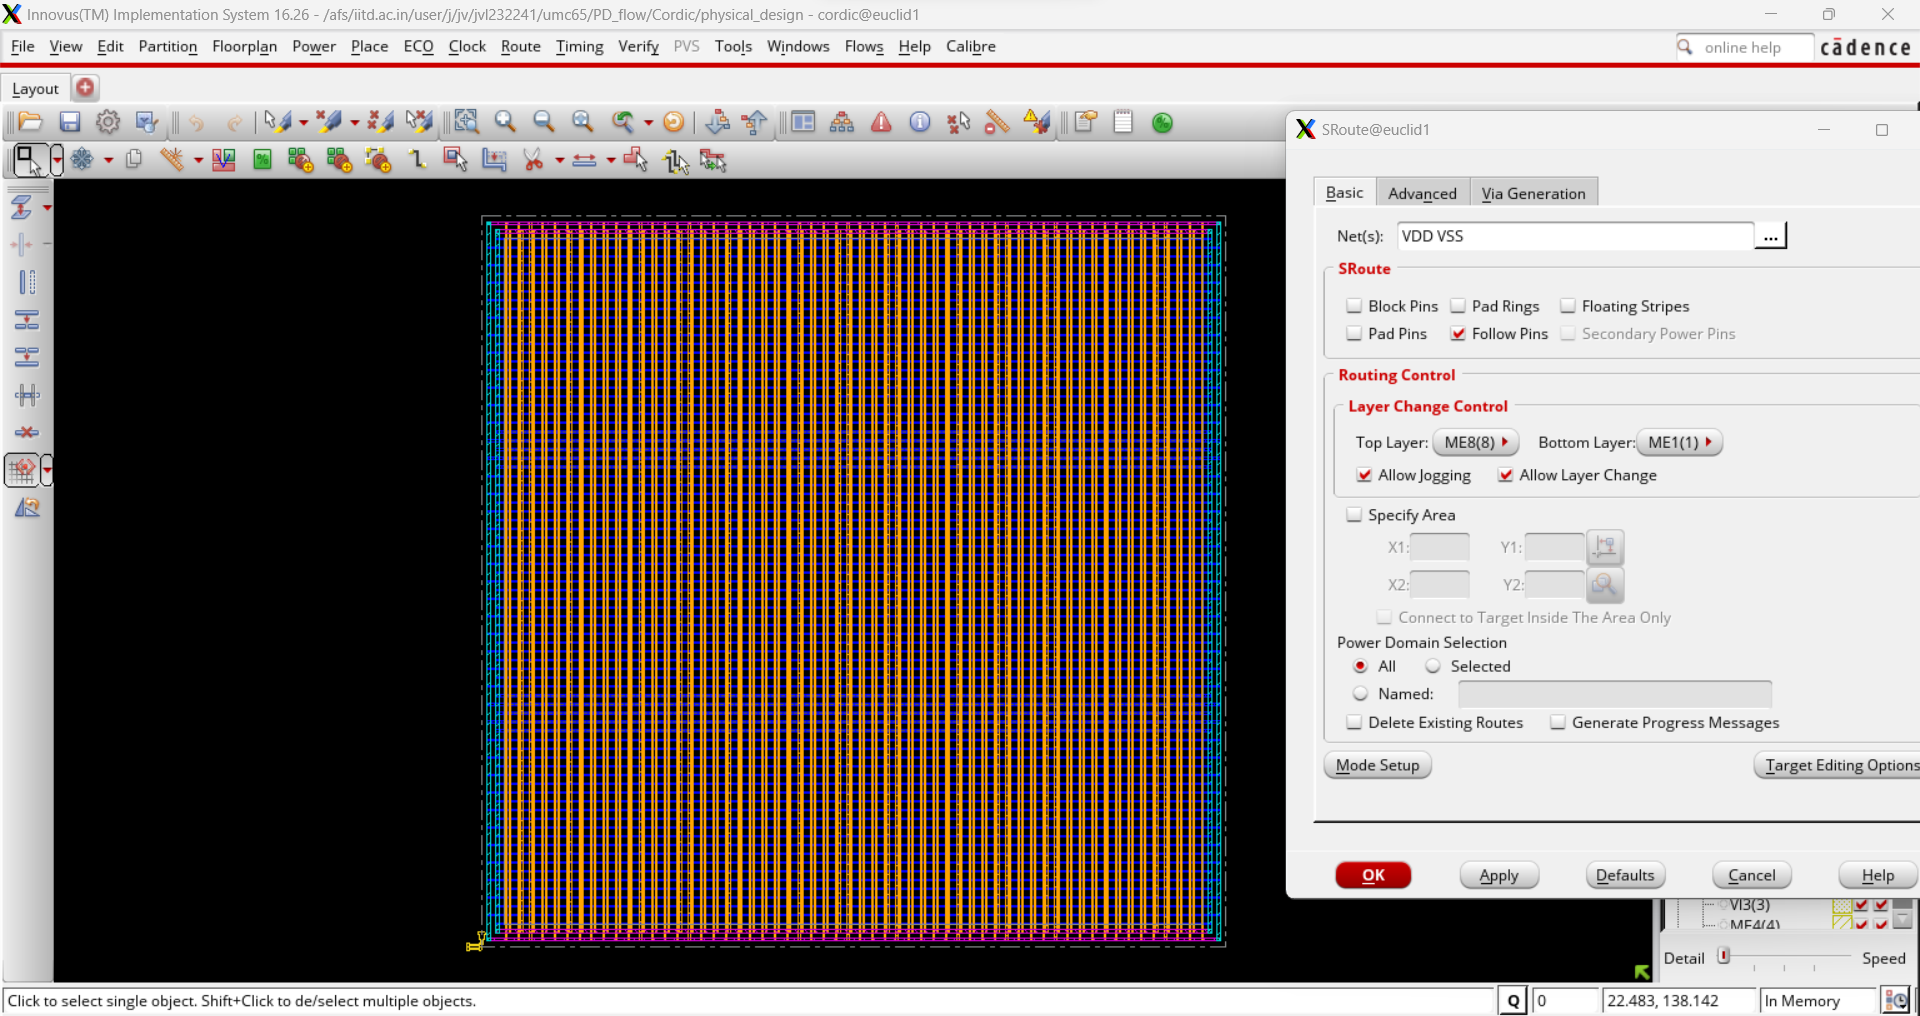 Innovus(TM) Implementation System 16.26 - /afs/iitd.ac.in/user/j/jv/jvl232241/umc65/PD_flow/Cordic/physical_design - cordic@euclid1
File View Edit Partition Floorplan Power Place ECO Clock Route Timing Verify PVS Tools Windows Flows Help Calibre
online help
cādence
Layout
SRoute@euclid1
Basic Advanced Via Generation
Net(s): VDD VSS ...
SRoute
Block Pins Pad Rings Floating Stripes
Pad Pins Follow Pins Secondary Power Pins
Routing Control
Layer Change Control
Top Layer: ME8(8) Bottom Layer: ME1(1)
Allow Jogging Allow Layer Change
Specify Area
X1: Y1:
X2: Y2:
Connect to Target Inside The Area Only
Power Domain Selection
All Selected
Named:
Delete Existing Routes Generate Progress Messages
Mode Setup Target Editing Options
OK Apply Defaults Cancel Help
VI3(3)
ME4(4)
Detail Speed
Click to select single object. Shift+Click to de/select multiple objects.
Q 0 22.483, 138.142 In Memory